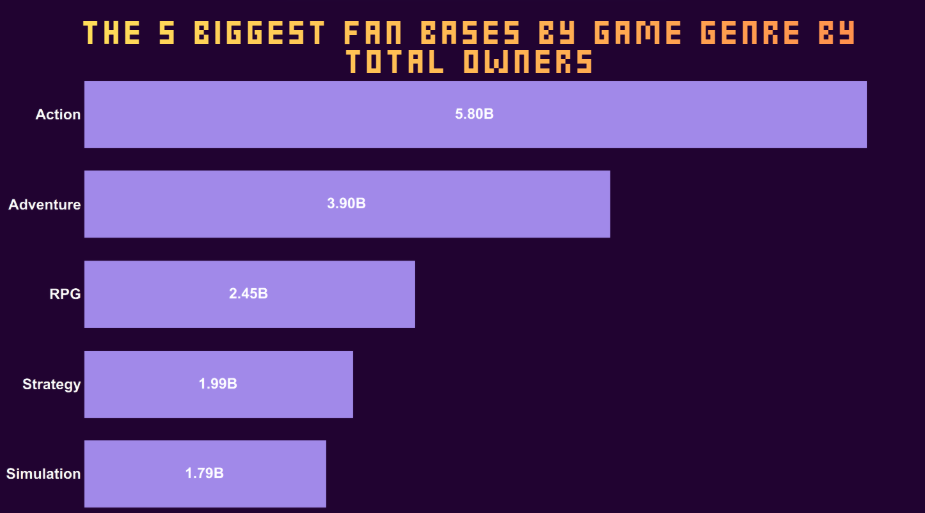 THE 5 BIGGEST FAN BASES BY GAME GENRE BY
TOTAL OWNERS
Action
5.80B
Adventure
3.90B
RPG
2.45B
Strategy
1.99B
Simulation
1.79B